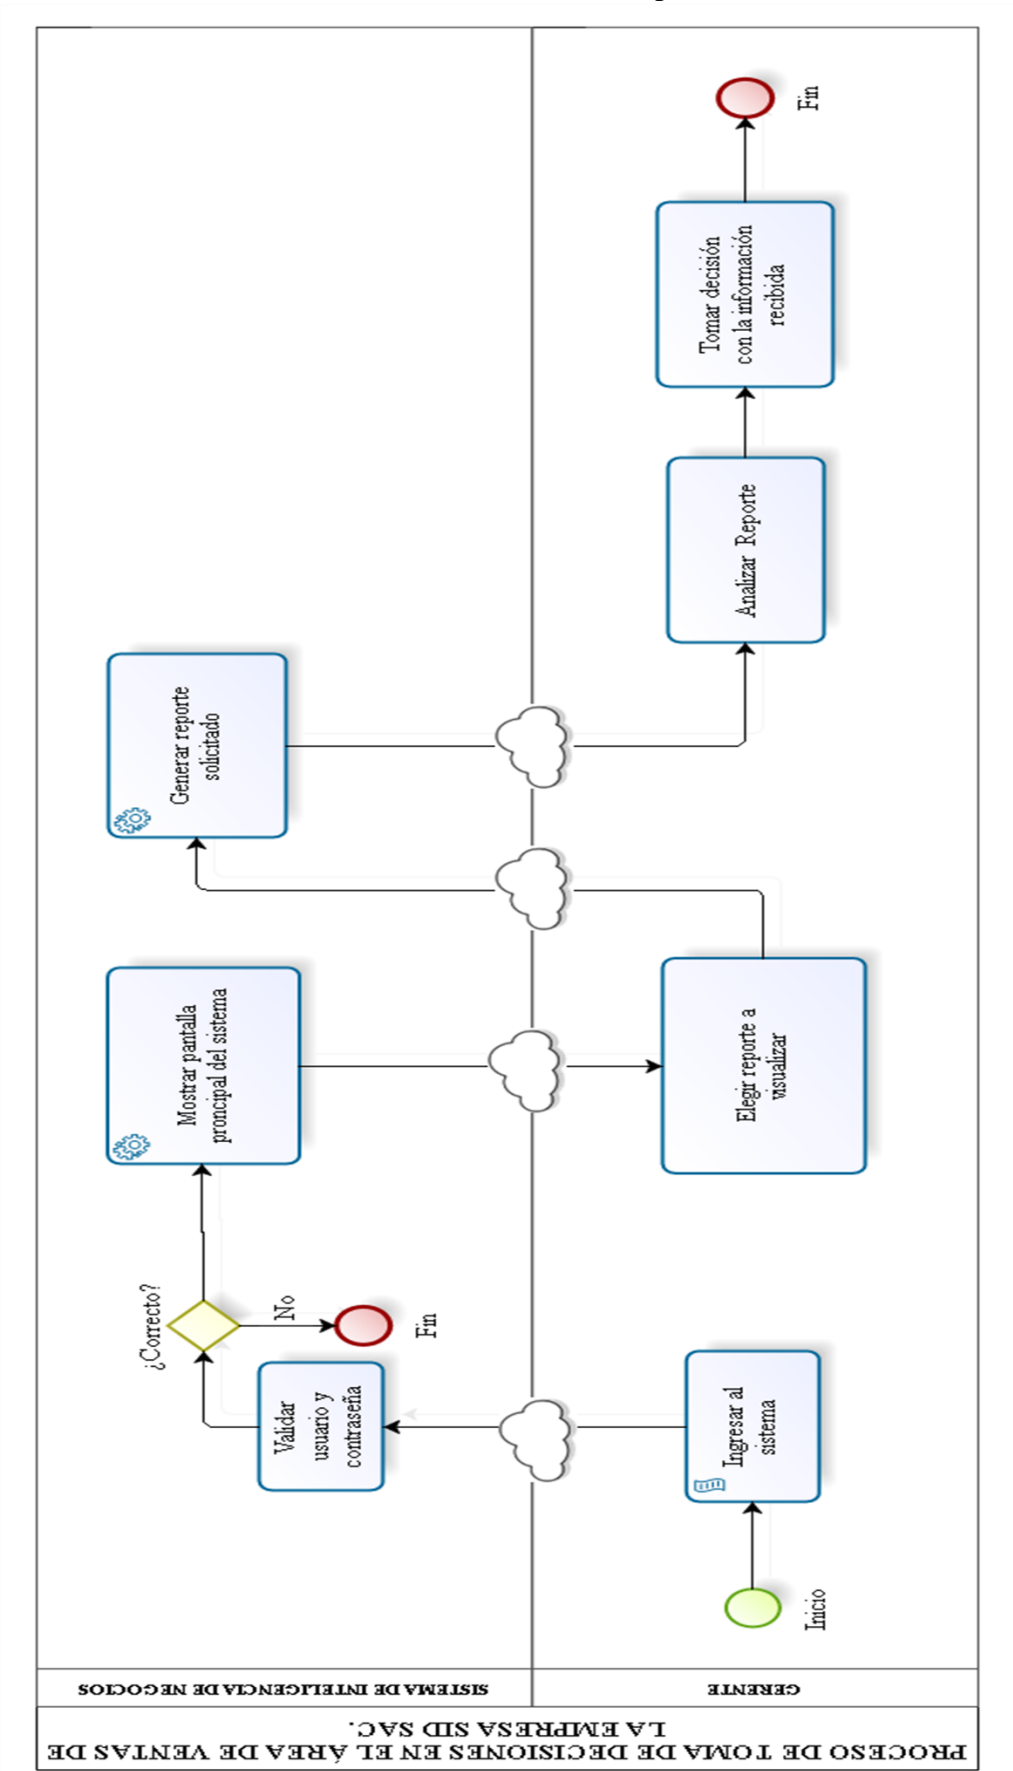 PROCESO DE TOMA DE DECISIONES EN EL ÁREA DE VENTAS DE
LA EMPRESA SID SAC.
SISTEMA DE INTELIGENCIA DE NEGOCIOS
GERENTE
Inicio
Ingresar al
sistema
Validar
usuario y
contraseña
¿Correcto?
No
Fin
Mostrar pantalla
proncipal del sistema
Elegir reporte a
visualizar
Generar reporte
solicitado
Analizar Reporte
Tomar decisión
con la información
recibida
Fin